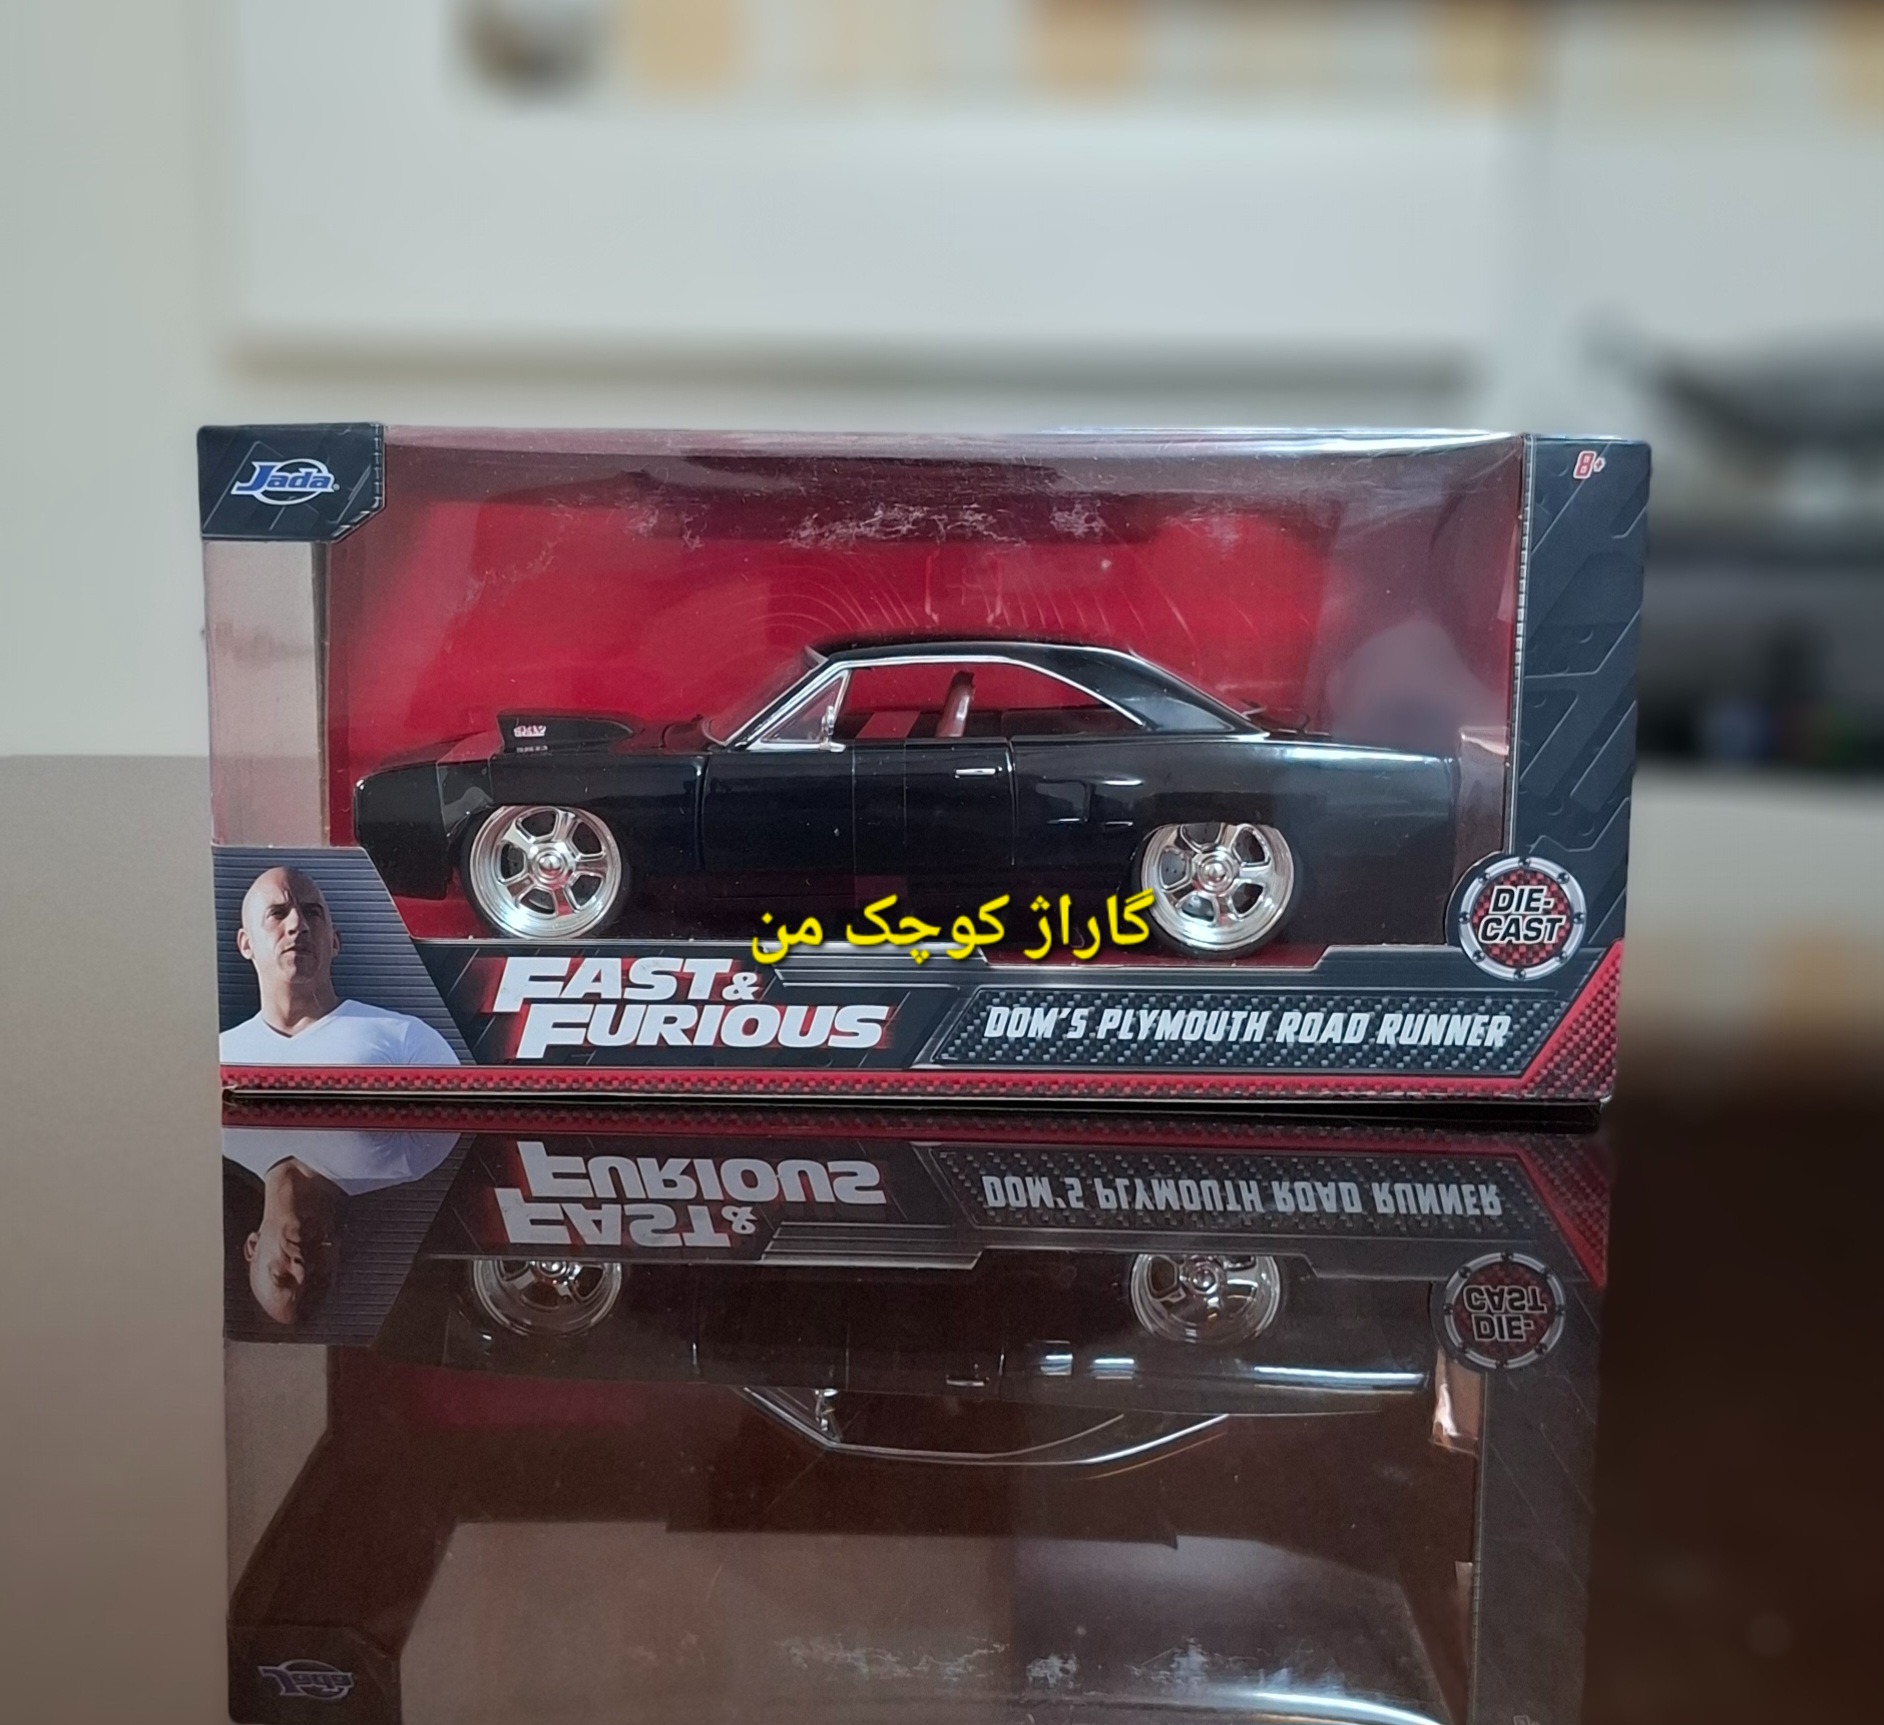 Jada
8+
DIE-
CAST
گاراژ کوچک من
FAST &
FURIOUS
DOM'S PLYMOUTH ROAD RUNNER